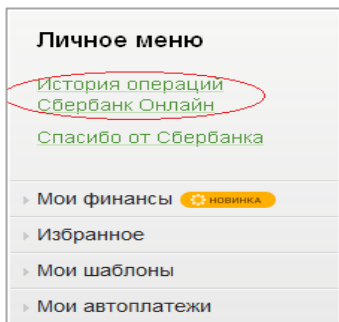 Личное меню
История операций
Сбербанк Онлайн
Спасибо от Сбербанка
Мои финансы НОВИНКА
Избранное
Мои шаблоны
Мои автоплатежи